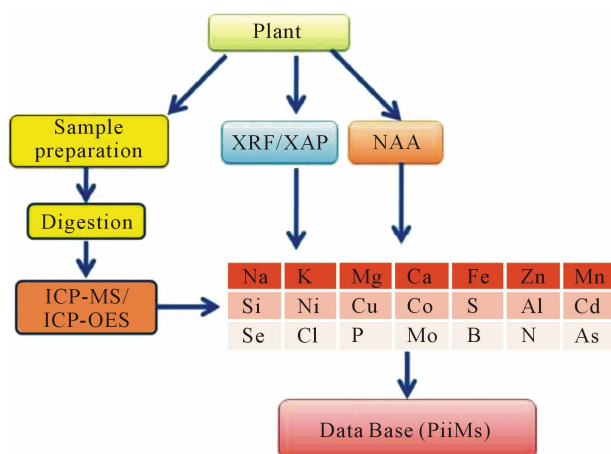 Plant
Sample
preparation
XRF/XAP
NAA
Digestion
ICP-MS/
ICP-OES
Na K Mg Ca Fe Zn Mn
Si Ni Cu Co S Al Cd
Se Cl P Mo B N As
Data Base (PiiMs)